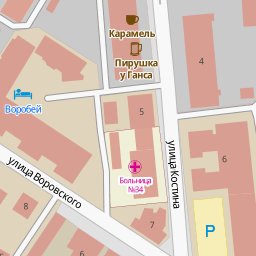 Карамель
Пирушка
у Ганса
4
Воробей
5
улица Костина
6
улица Воровского
Больница
№34
8
7
P